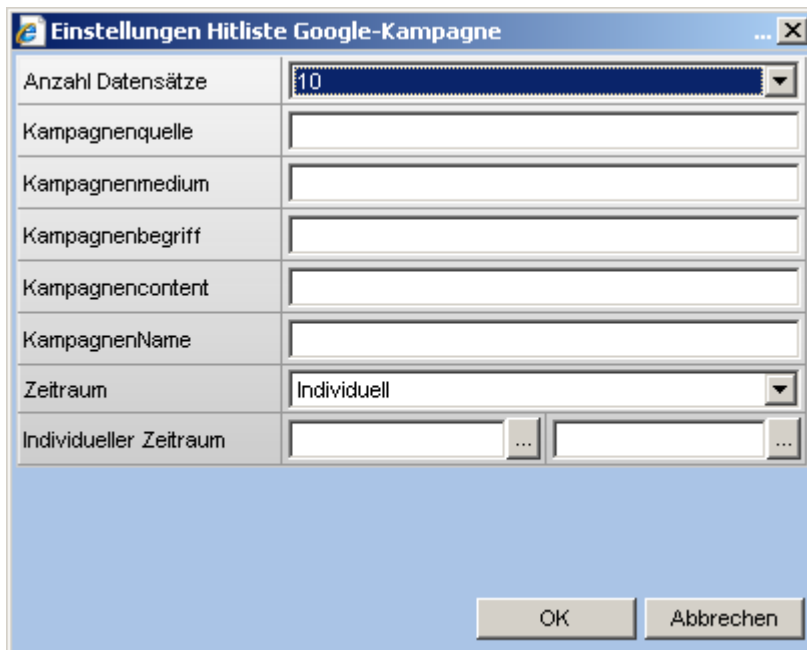 Einstellungen Hitliste Google-Kampagne ...
Anzahl Datensätze 10
Kampagnenquelle
Kampagnenmedium
Kampagnenbegriff
Kampagnencontent
KampagnenName
Zeitraum Individuell
Individueller Zeitraum ... ...
OK Abbrechen